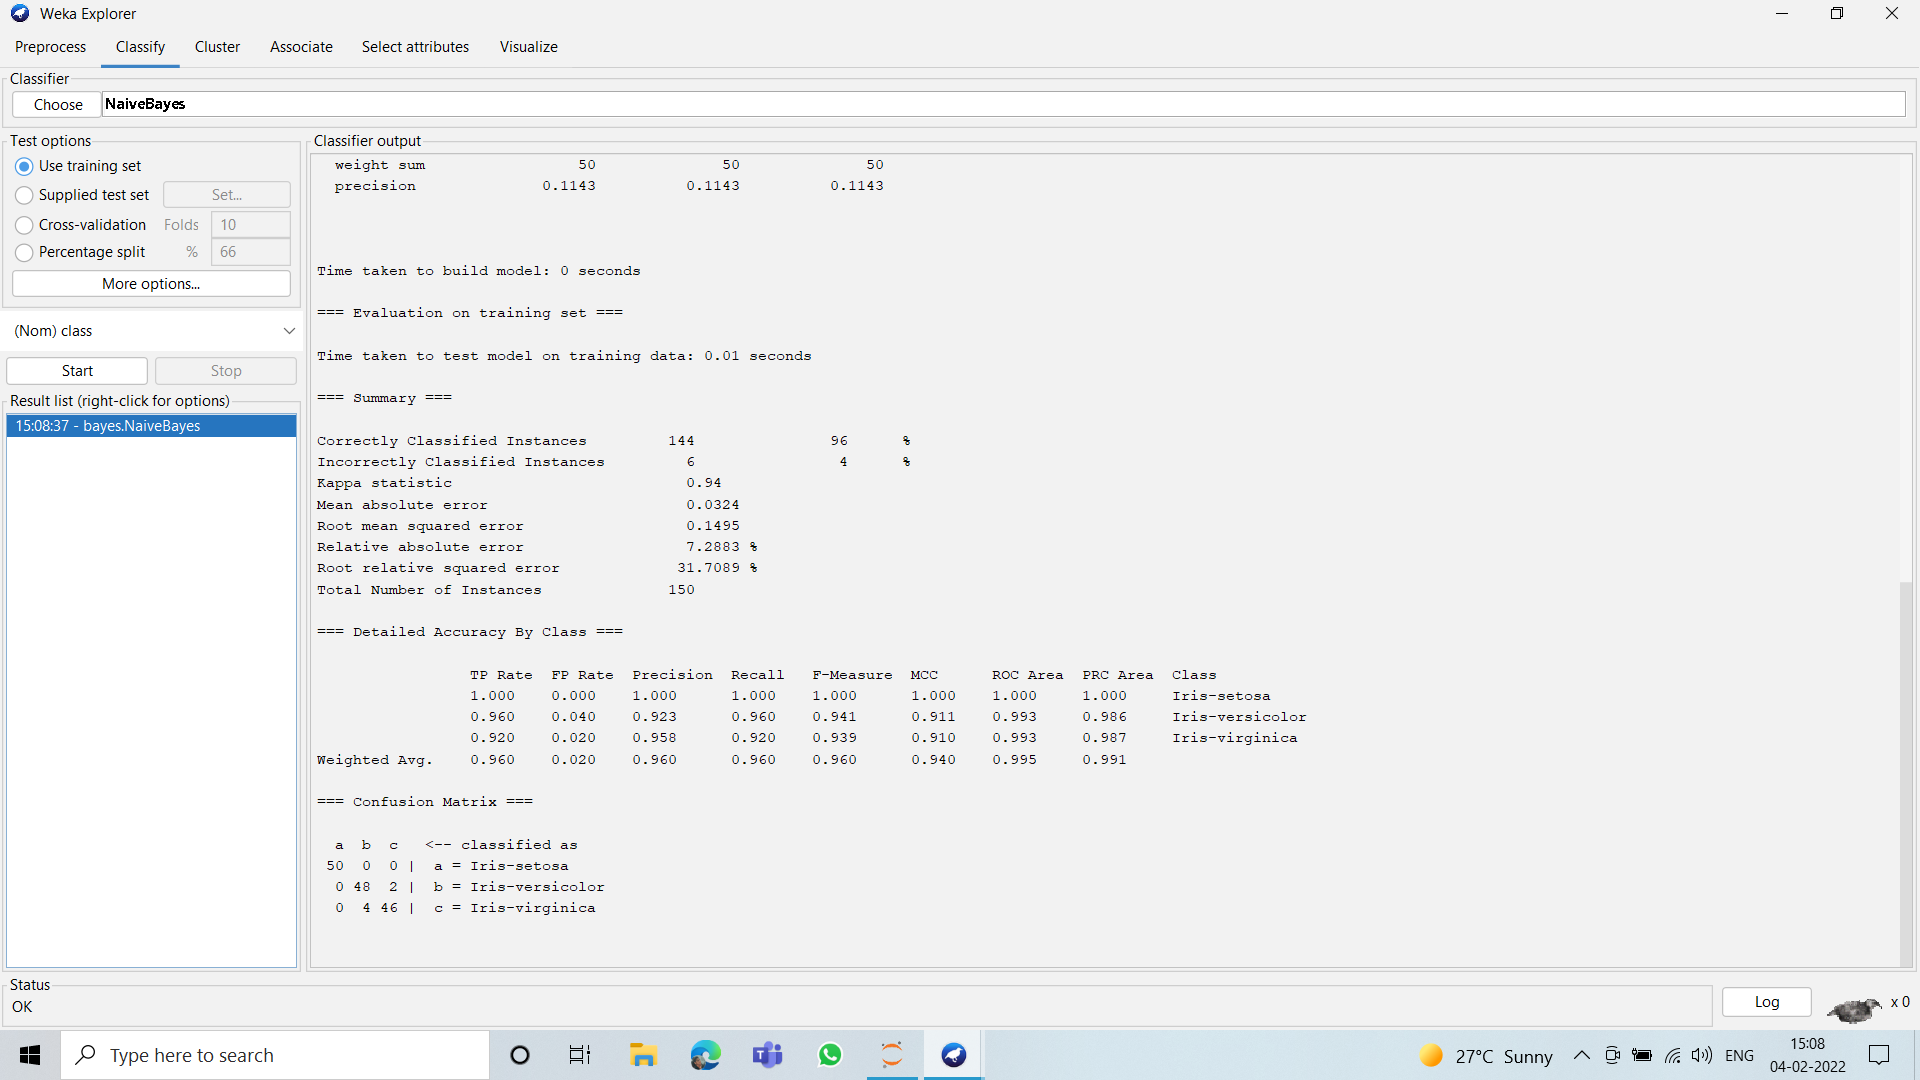 Weka Explorer
Preprocess Classify Cluster Associate Select attributes Visualize
Classifier
Choose NaiveBayes
Test options
Use training set
Supplied test set Set...
Cross-validation Folds 10
Percentage split % 66
More options...
(Nom) class
Start Stop
Result list (right-click for options)
15:08:37 - bayes.NaiveBayes
Classifier output
weight sum 50 50 50
precision 0.1143 0.1143 0.1143
Time taken to build model: 0 seconds
=== Evaluation on training set ===
Time taken to test model on training data: 0.01 seconds
=== Summary ===
Correctly Classified Instances 144 96 %
Incorrectly Classified Instances 6 4 %
Kappa statistic 0.94
Mean absolute error 0.0324
Root mean squared error 0.1495
Relative absolute error 7.2883 %
Root relative squared error 31.7089 %
Total Number of Instances 150
=== Detailed Accuracy By Class ===
TP Rate FP Rate Precision Recall F-Measure MCC ROC Area PRC Area Class
1.000 0.000 1.000 1.000 1.000 1.000 1.000 1.000 Iris-setosa
0.960 0.040 0.923 0.960 0.941 0.911 0.993 0.986 Iris-versicolor
0.920 0.020 0.958 0.920 0.939 0.910 0.993 0.987 Iris-virginica
Weighted Avg. 0.960 0.020 0.960 0.960 0.960 0.940 0.995 0.991
=== Confusion Matrix ===
a b c <-- classified as
50 0 0 | a = Iris-setosa
0 48 2 | b = Iris-versicolor
0 4 46 | c = Iris-virginica
Status
OK
Log x 0
Type here to search
27°C Sunny
ENG
15:08
04-02-2022